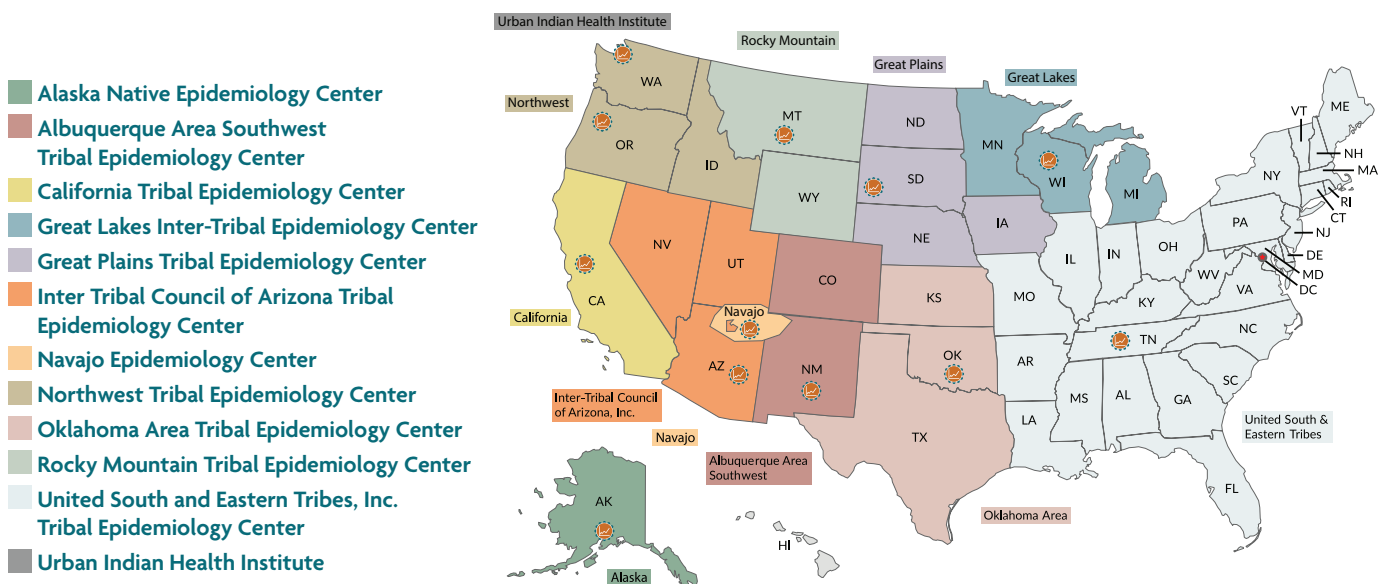 Alaska Native Epidemiology Center
Albuquerque Area Southwest
Tribal Epidemiology Center
California Tribal Epidemiology Center
Great Lakes Inter-Tribal Epidemiology Center
Great Plains Tribal Epidemiology Center
Inter Tribal Council of Arizona Tribal
Epidemiology Center
Navajo Epidemiology Center
Northwest Tribal Epidemiology Center
Oklahoma Area Tribal Epidemiology Center
Rocky Mountain Tribal Epidemiology Center
United South and Eastern Tribes, Inc.
Tribal Epidemiology Center
Urban Indian Health Institute
Urban Indian Health Institute
Rocky Mountain
Great Plains
Great Lakes
Northwest
California
Inter-Tribal Council
of Arizona, Inc.
Navajo
Navajo
Albuquerque Area
Southwest
Oklahoma Area
United South &
Eastern Tribes
Alaska
WA
OR
ID
MT
WY
ND
SD
NE
IA
MN
WI
MI
CA
NV
UT
AZ
CO
NM
KS
OK
TX
MO
AR
LA
IL
IN
OH
KY
TN
MS
AL
GA
FL
SC
NC
VA
WV
PA
NY
VT
ME
NH
MA
RI
CT
NJ
DE
MD
DC
AK
HI